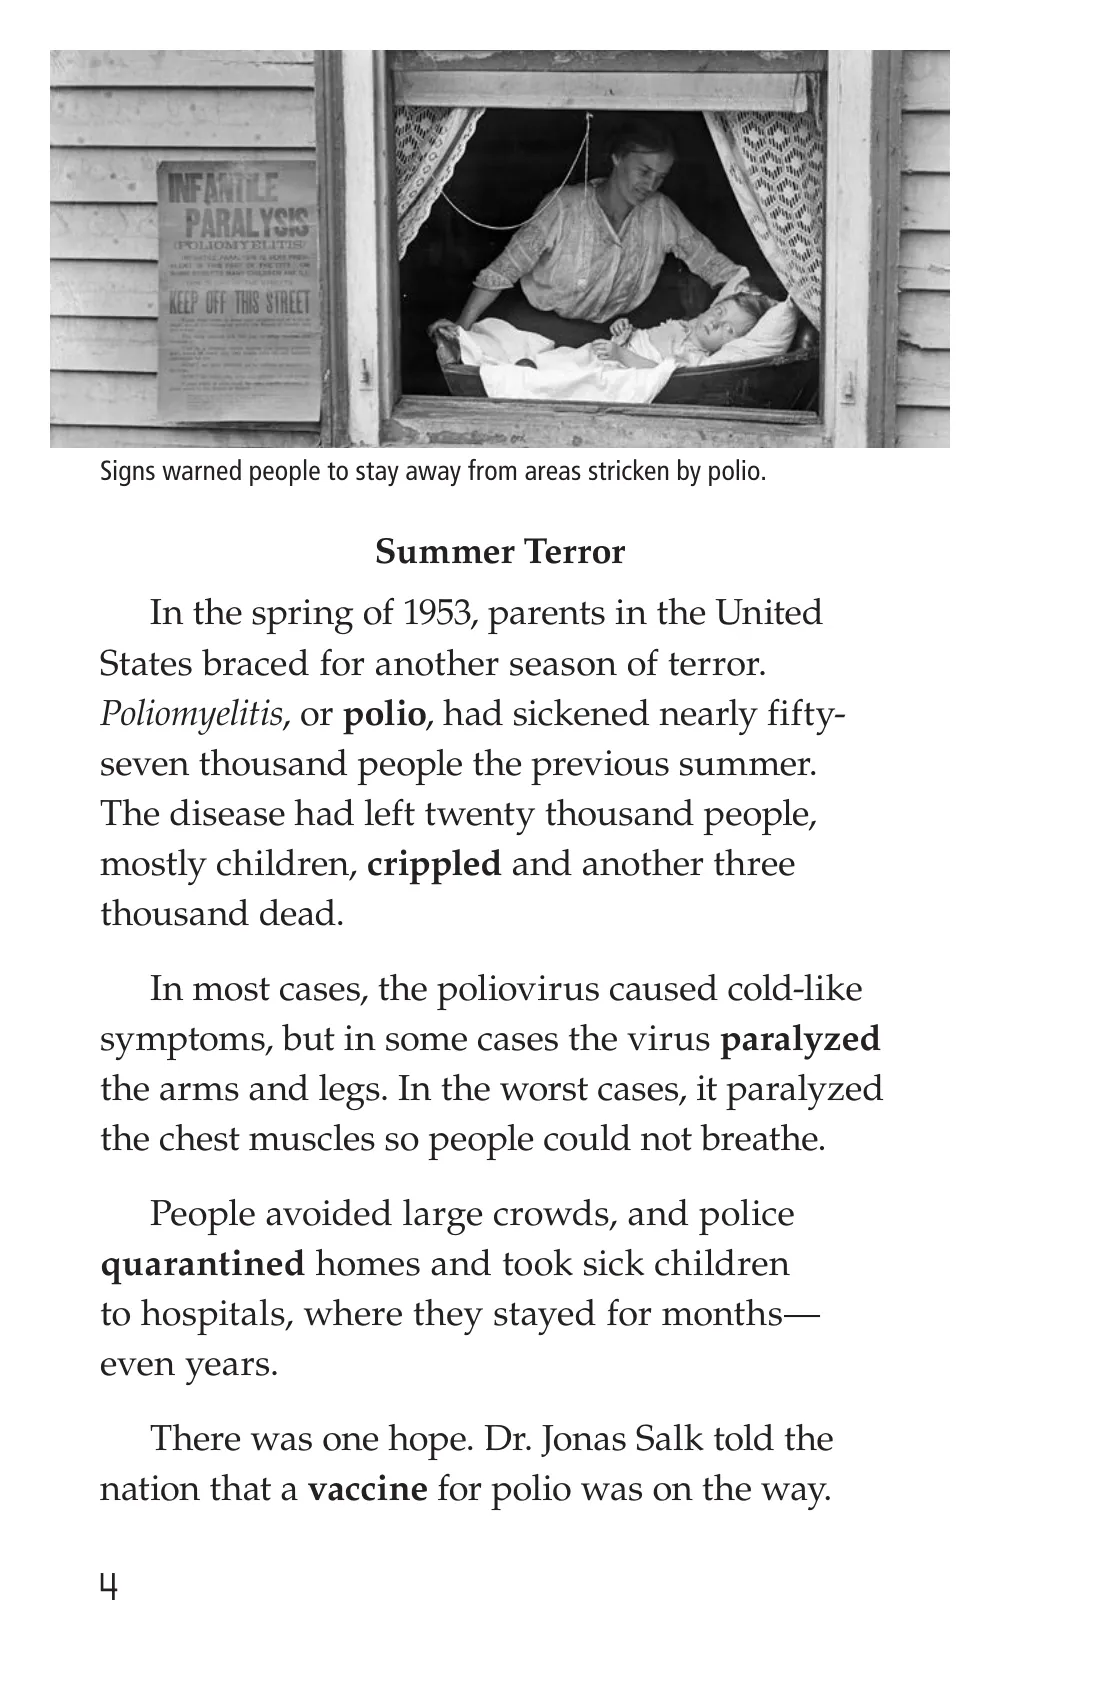 INFANTILE
PARALYSIS
(POLIOMYELITIS)
KEEP OFF THIS STREET
Signs warned people to stay away from areas stricken by polio.
Summer Terror
In the spring of 1953, parents in the United
States braced for another season of terror.
Poliomyelitis, or polio, had sickened nearly fifty-
seven thousand people the previous summer.
The disease had left twenty thousand people,
mostly children, crippled and another three
thousand dead.
In most cases, the poliovirus caused cold-like
symptoms, but in some cases the virus paralyzed
the arms and legs. In the worst cases, it paralyzed
the chest muscles so people could not breathe.
People avoided large crowds, and police
quarantined homes and took sick children
to hospitals, where they stayed for months—
even years.
There was one hope. Dr. Jonas Salk told the
nation that a vaccine for polio was on the way.
4